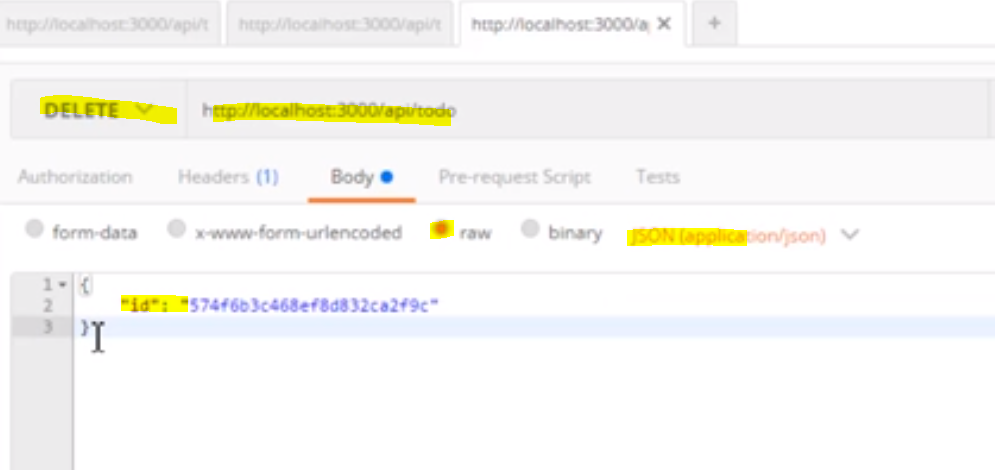 http://localhost:3000/api/t http://localhost:3000/api/t http://localhost:3000/a
DELETE http://localhost:3000/api/todo
Authorization Headers (1) Body Pre-request Script Tests
form-data x-www-form-urlencoded raw binary JSON (application/json)
1 {
2 "id": "574f6b3c468ef8d832ca2f9c"
3 }